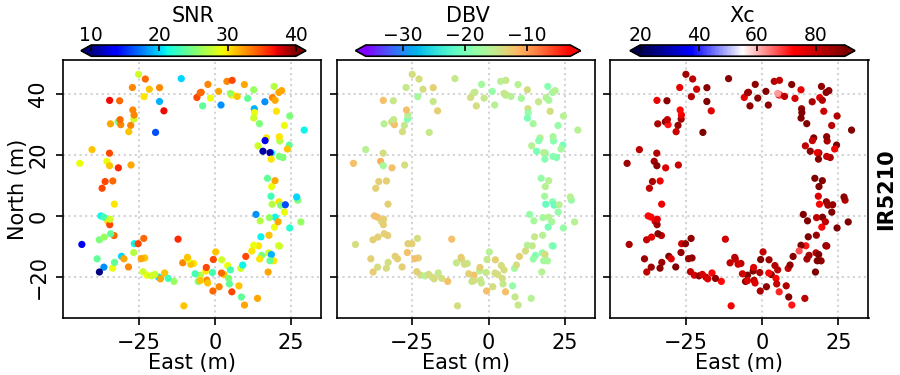 SNR DBV Xc
10 20 30 40 −30 −20 −10 20 40 60 80
North (m)
40
20
0
−20
IR5210
−25 0 25 −25 0 25 −25 0 25
East (m) East (m) East (m)